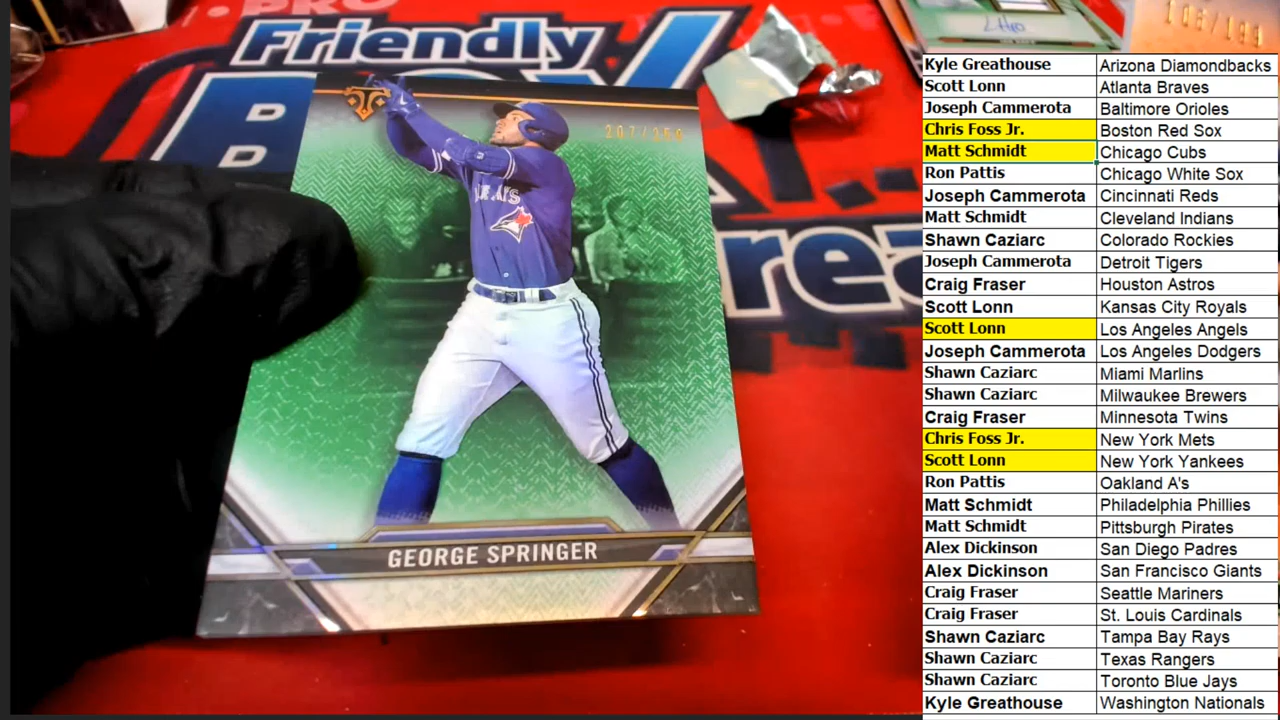 PRO
Friendly
B
rea
207/259
GEORGE SPRINGER
Kyle Greathouse Arizona Diamondbacks
Scott Lonn Atlanta Braves
Joseph Cammerota Baltimore Orioles
Chris Foss Jr. Boston Red Sox
Matt Schmidt Chicago Cubs
Ron Pattis Chicago White Sox
Joseph Cammerota Cincinnati Reds
Matt Schmidt Cleveland Indians
Shawn Caziarc Colorado Rockies
Joseph Cammerota Detroit Tigers
Craig Fraser Houston Astros
Scott Lonn Kansas City Royals
Scott Lonn Los Angeles Angels
Joseph Cammerota Los Angeles Dodgers
Shawn Caziarc Miami Marlins
Shawn Caziarc Milwaukee Brewers
Craig Fraser Minnesota Twins
Chris Foss Jr. New York Mets
Scott Lonn New York Yankees
Ron Pattis Oakland A's
Matt Schmidt Philadelphia Phillies
Matt Schmidt Pittsburgh Pirates
Alex Dickinson San Diego Padres
Alex Dickinson San Francisco Giants
Craig Fraser Seattle Mariners
Craig Fraser St. Louis Cardinals
Shawn Caziarc Tampa Bay Rays
Shawn Caziarc Texas Rangers
Shawn Caziarc Toronto Blue Jays
Kyle Greathouse Washington Nationals